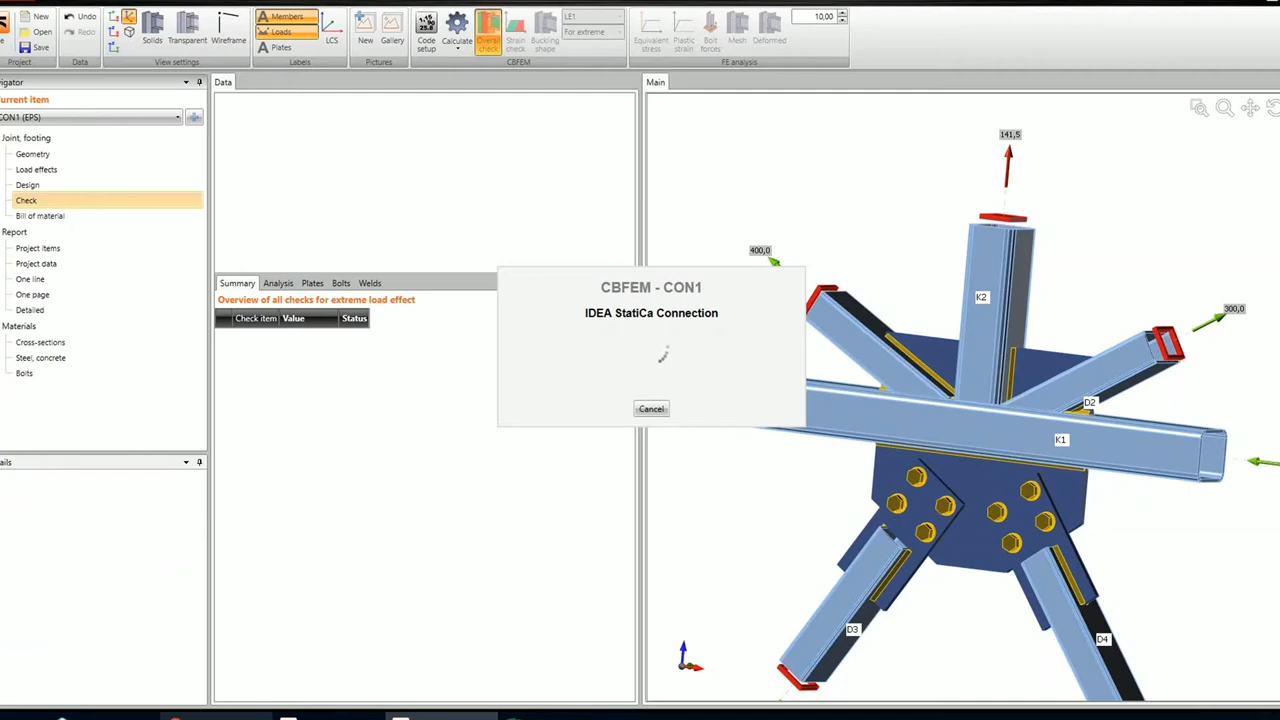 New
Open
Save
Project
Undo
Redo
Data
Solids
Transparent
Wireframe
View settings
Members
Loads
Plates
LCS
Labels
New
Gallery
Pictures
Code setup
Calculate
Overall check
Strain check
Buckling shape
LE1
For extreme
CBFEM
Equivalent stress
Plastic strain
Bolt forces
Mesh
Deformed
10,00
FE analysis
vigator
urrent item
CON1 (EPS)
Joint, footing
Geometry
Load effects
Design
Check
Bill of material
Report
Project items
Project data
One line
One page
Detailed
Materials
Cross-sections
Steel, concrete
Bolts
ails
Data
Summary
Analysis
Plates
Bolts
Welds
Overview of all checks for extreme load effect
Check item
Value
Status
CBFEM - CON1
IDEA StatiCa Connection
Cancel
Main
141,5
400,0
300,0
K2
D2
K1
D3
D4